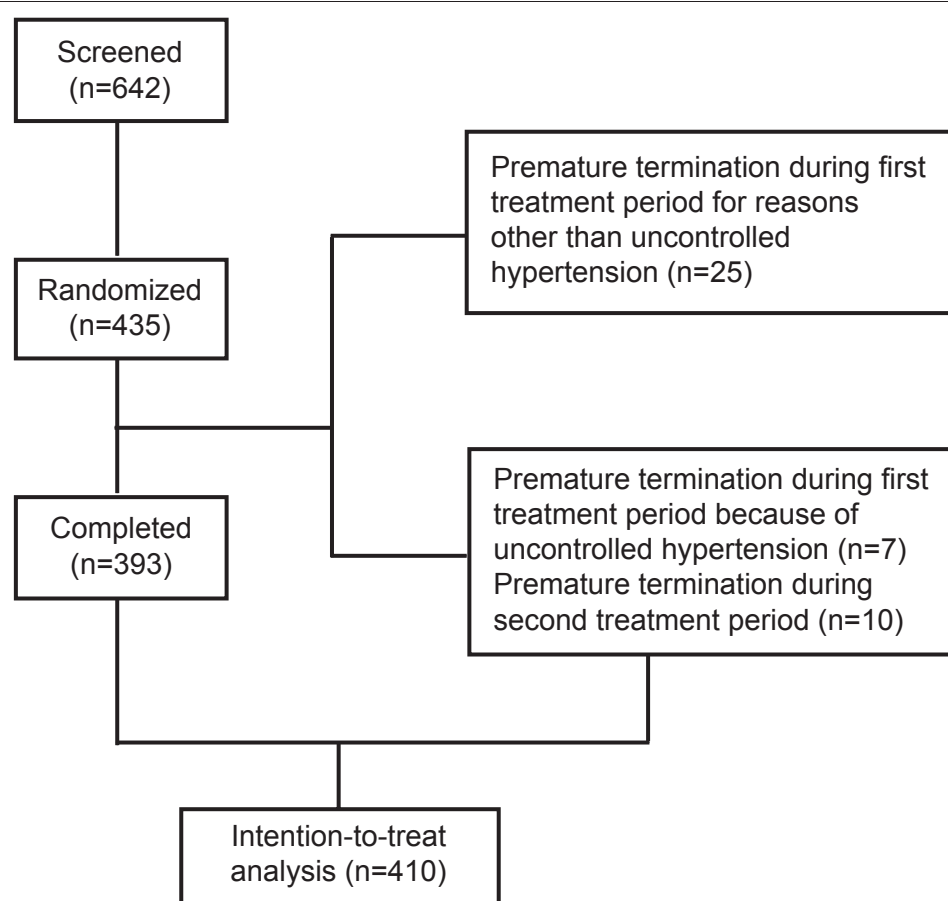 Screened
(n=642)
Premature termination during first
treatment period for reasons
other than uncontrolled
hypertension (n=25)
Randomized
(n=435)
Premature termination during first
treatment period because of
uncontrolled hypertension (n=7)
Premature termination during
second treatment period (n=10)
Completed
(n=393)
Intention-to-treat
analysis (n=410)